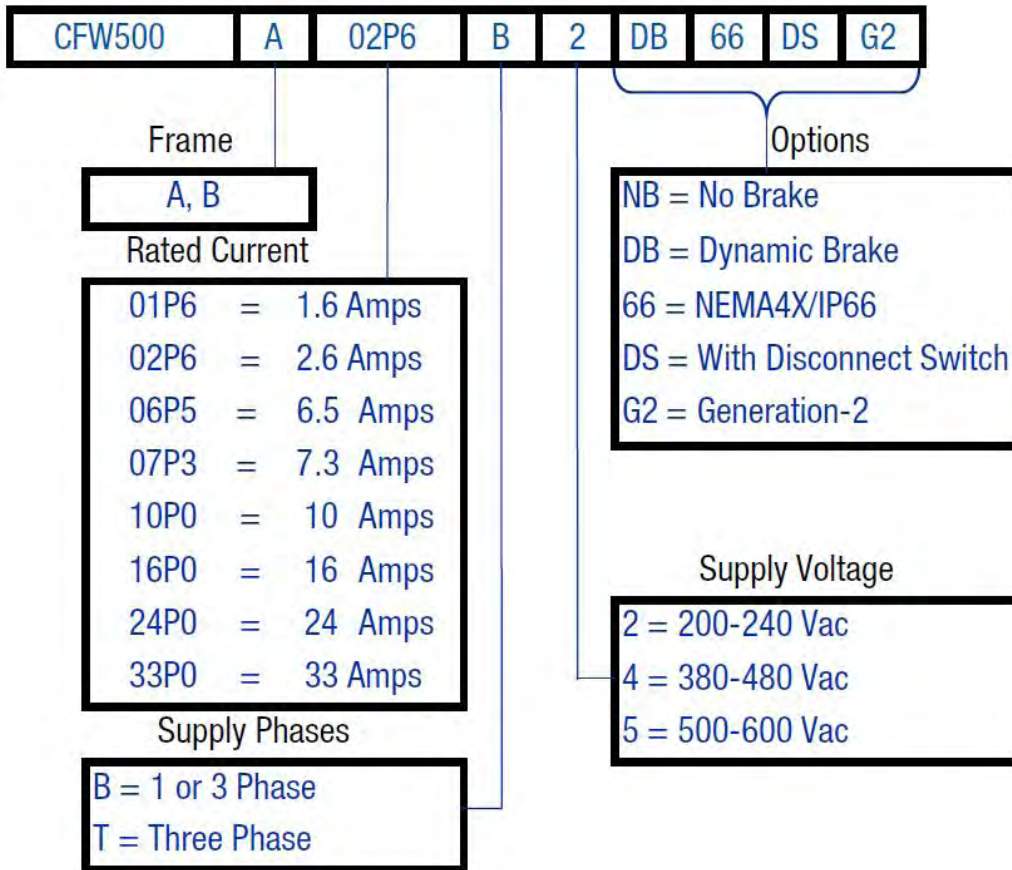 CFW500 A 02P6 B 2 DB 66 DS G2
Frame
A, B
Rated Current
01P6 = 1.6 Amps
02P6 = 2.6 Amps
06P5 = 6.5 Amps
07P3 = 7.3 Amps
10P0 = 10 Amps
16P0 = 16 Amps
24P0 = 24 Amps
33P0 = 33 Amps
Supply Phases
B = 1 or 3 Phase
T = Three Phase
Options
NB = No Brake
DB = Dynamic Brake
66 = NEMA4X/IP66
DS = With Disconnect Switch
G2 = Generation-2
Supply Voltage
2 = 200-240 Vac
4 = 380-480 Vac
5 = 500-600 Vac